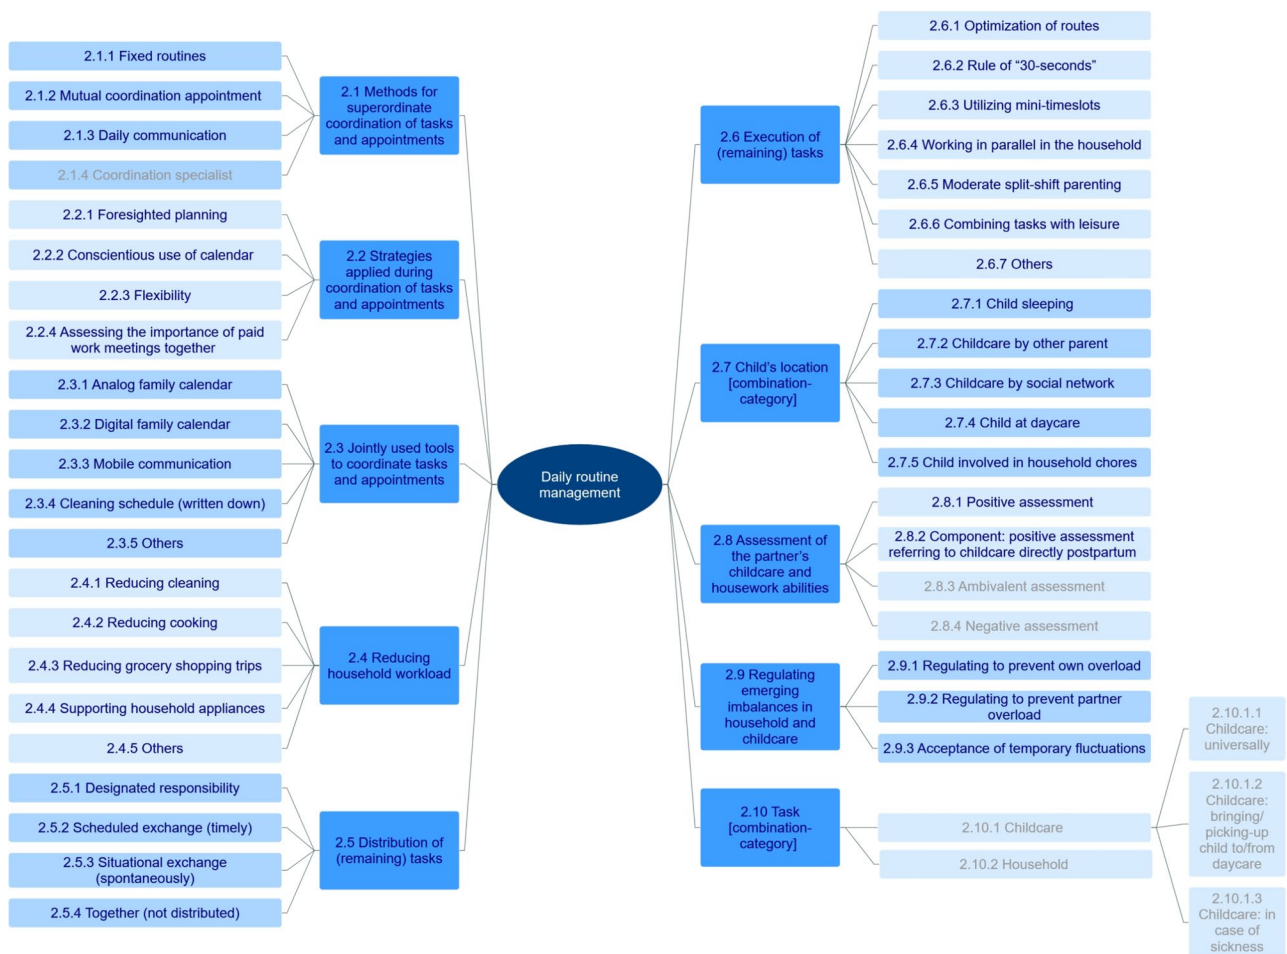 2.1.1 Fixed routines
2.1.2 Mutual coordination appointment
2.1.3 Daily communication
2.1.4 Coordination specialist
2.1 Methods for
superordinate
coordination of tasks
and appointments
2.2.1 Foresighted planning
2.2.2 Conscientious use of calendar
2.2.3 Flexibility
2.2.4 Assessing the importance of paid
work meetings together
2.2 Strategies
applied during
coordination of tasks
and appointments
2.3.1 Analog family calendar
2.3.2 Digital family calendar
2.3.3 Mobile communication
2.3.4 Cleaning schedule (written down)
2.3.5 Others
2.3 Jointly used tools
to coordinate tasks
and appointments
2.4.1 Reducing cleaning
2.4.2 Reducing cooking
2.4.3 Reducing grocery shopping trips
2.4.4 Supporting household appliances
2.4.5 Others
2.4 Reducing
household workload
2.5.1 Designated responsibility
2.5.2 Scheduled exchange (timely)
2.5.3 Situational exchange
(spontaneously)
2.5.4 Together (not distributed)
2.5 Distribution of
(remaining) tasks
Daily routine
management
2.6 Execution of
(remaining) tasks
2.6.1 Optimization of routes
2.6.2 Rule of “30-seconds”
2.6.3 Utilizing mini-timeslots
2.6.4 Working in parallel in the household
2.6.5 Moderate split-shift parenting
2.6.6 Combining tasks with leisure
2.6.7 Others
2.7 Child’s location
[combination-
category]
2.7.1 Child sleeping
2.7.2 Childcare by other parent
2.7.3 Childcare by social network
2.7.4 Child at daycare
2.7.5 Child involved in household chores
2.8 Assessment of
the partner’s
childcare and
housework abilities
2.8.1 Positive assessment
2.8.2 Component: positive assessment
referring to childcare directly postpartum
2.8.3 Ambivalent assessment
2.8.4 Negative assessment
2.9 Regulating
emerging
imbalances in
household and
childcare
2.9.1 Regulating to prevent own overload
2.9.2 Regulating to prevent partner
overload
2.9.3 Acceptance of temporary fluctuations
2.10 Task
[combination-
category]
2.10.1 Childcare
2.10.2 Household
2.10.1.1
Childcare:
universally
2.10.1.2
Childcare:
bringing/
picking-up
child to/from
daycare
2.10.1.3
Childcare: in
case of
sickness